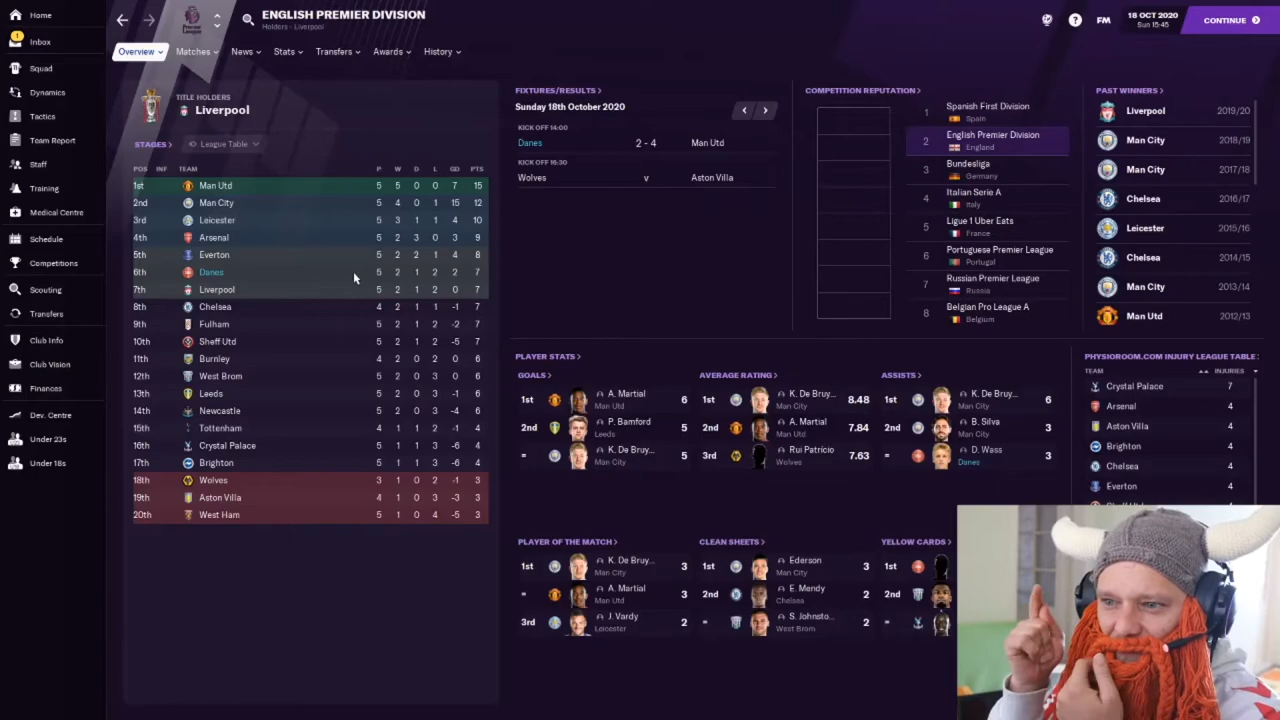 Home
Inbox
Squad
Dynamics
Tactics
Team Report
Staff
Training
Medical Centre
Schedule
Competitions
Scouting
Transfers
Club Info
Club Vision
Finances
Dev. Centre
Under 23s
Under 18s
ENGLISH PREMIER DIVISION
Holders - Liverpool
FM
18 OCT 2020
Sun 15:45
CONTINUE
Overview
Matches
News
Stats
Transfers
Awards
History
TITLE HOLDERS
Liverpool
STAGES
League Table
POS INF TEAM P W D L GD PTS
1st Man Utd 5 5 0 0 7 15
2nd Man City 5 4 0 1 15 12
3rd Leicester 5 3 1 1 4 10
4th Arsenal 5 2 3 0 3 9
5th Everton 5 2 2 1 4 8
6th Danes 5 2 1 2 2 7
7th Liverpool 5 2 1 2 0 7
8th Chelsea 4 2 1 1 -1 7
9th Fulham 5 2 1 2 -2 7
10th Sheff Utd 5 2 1 2 -5 7
11th Burnley 4 2 0 2 0 6
12th West Brom 5 2 0 3 0 6
13th Leeds 5 2 0 3 -1 6
14th Newcastle 5 2 0 3 -4 6
15th Tottenham 4 1 1 2 -1 4
16th Crystal Palace 5 1 1 3 -6 4
17th Brighton 5 1 1 3 -6 4
18th Wolves 3 1 0 2 -1 3
19th Aston Villa 4 1 0 3 -3 3
20th West Ham 5 1 0 4 -5 3
FIXTURES/RESULTS
Sunday 18th October 2020
KICK OFF 14:00
Danes 2 - 4 Man Utd
KICK OFF 16:30
Wolves v Aston Villa
COMPETITION REPUTATION
1 Spanish First Division
Spain
2 English Premier Division
England
3 Bundesliga
Germany
4 Italian Serie A
Italy
5 Ligue 1 Uber Eats
France
6 Portuguese Premier League
Portugal
7 Russian Premier League
Russia
8 Belgian Pro League A
Belgium
PAST WINNERS
Liverpool 2019/20
Man City 2018/19
Man City 2017/18
Chelsea 2016/17
Leicester 2015/16
Chelsea 2014/15
Man City 2013/14
Man Utd 2012/13
PLAYER STATS
GOALS
1st A. Martial 6
Man Utd
2nd P. Bamford 5
Leeds
= K. De Bruy... 5
Man City
AVERAGE RATING
1st K. De Bruy... 8.48
Man City
2nd A. Martial 7.84
Man Utd
3rd Rui Patrício 7.63
Wolves
ASSISTS
1st K. De Bruy... 6
Man City
2nd B. Silva 3
Man City
= D. Wass 3
Danes
PHYSIOROOM.COM INJURY LEAGUE TABLE
TEAM INJURIES
Crystal Palace 7
Arsenal 4
Aston Villa 4
Brighton 4
Chelsea 4
Everton 4
PLAYER OF THE MATCH
1st K. De Bruy... 3
Man City
= A. Martial 3
Man Utd
3rd J. Vardy 2
Leicester
CLEAN SHEETS
1st Ederson 3
Man City
2nd E. Mendy 2
Chelsea
= S. Johnsto... 2
West Brom
YELLOW CARDS
1st
2nd
=